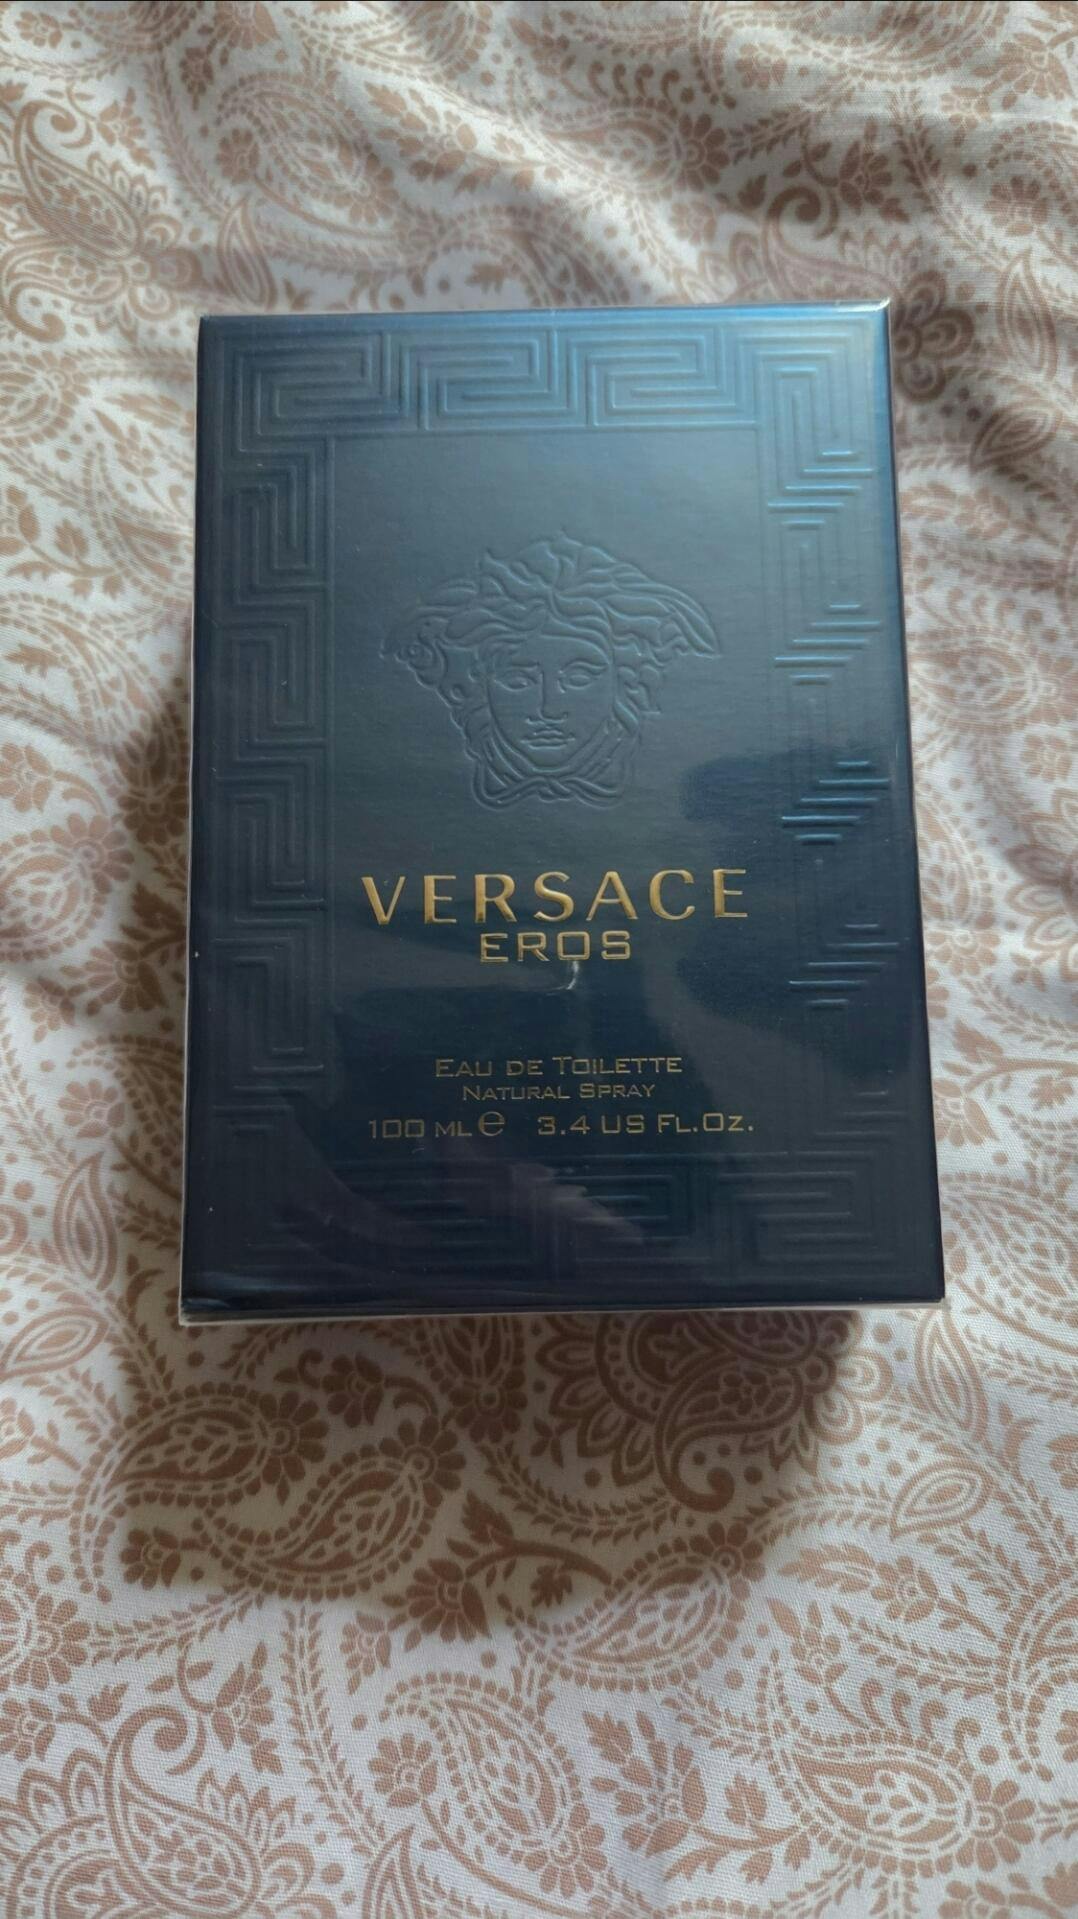 VERSACE
EROS
EAU DE TOILETTE
NATURAL SPRAY
100 ML ℮ 3.4 US FL.OZ.